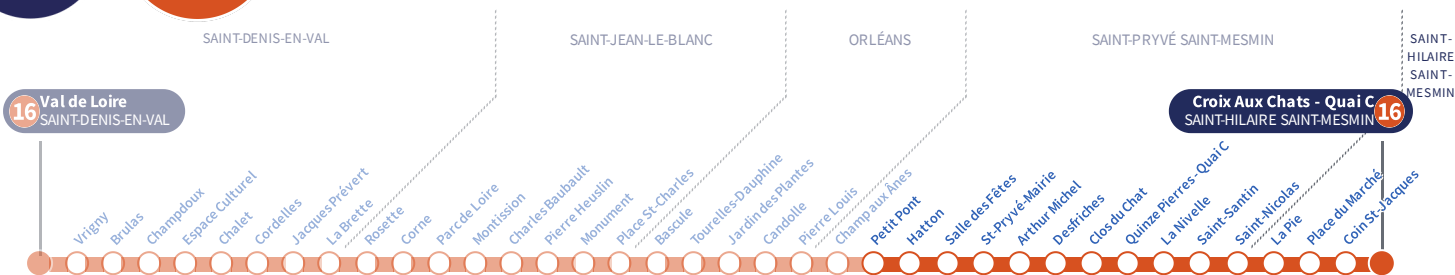 SAINT-DENIS-EN-VAL
SAINT-JEAN-LE-BLANC
ORLÉANS
SAINT-PRYVÉ SAINT-MESMIN
SAINT-
HILAIRE
SAINT-
MESMIN
16
Val de Loire
SAINT-DENIS-EN-VAL
Croix Aux Chats - Quai C
SAINT-HILAIRE SAINT-MESMIN
16
Vrigny
Brulas
Champdoux
Espace Culturel
Chalet
Cordelles
Jacques Prévert
La Brette
Rosette
Corne
Parc de Loire
Montission
Charles Baubault
Pierre Heuslin
Monument
Place St-Charles
Bascule
Tourelles-Dauphine
Jardin des Plantes
Candolle
Pierre Louis
Champ aux Ânes
Petit Pont
Hatton
Salle des Fêtes
St-Pryvé-Mairie
Arthur Michel
Desfriches
Clos du Chat
Quinze Pierres - Quai C
La Nivelle
Saint-Santin
Saint-Nicolas
La Pie
Place du Marché
Coin St-Jacques